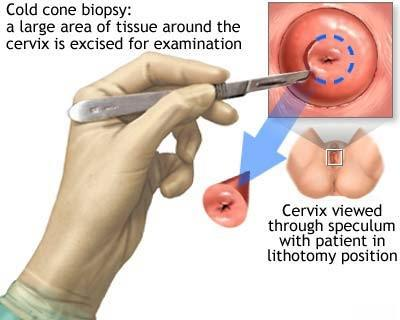 Cold cone biopsy:
a large area of tissue around the
cervix is excised for examination
Cervix viewed
through speculum
with patient in
lithotomy position